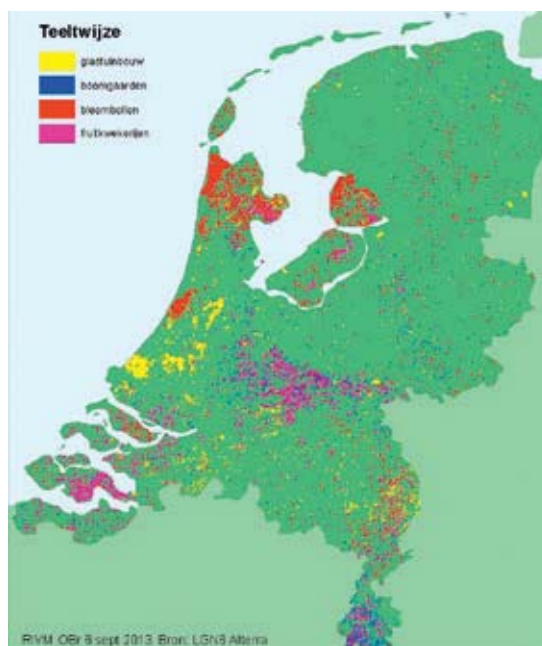 Teeltwijze
glastuinbouw
boomgaarden
bloembollen
fruitkwekerijen
RIVM, OBr 6 sept 2013. Bron: LGN6 Alterra